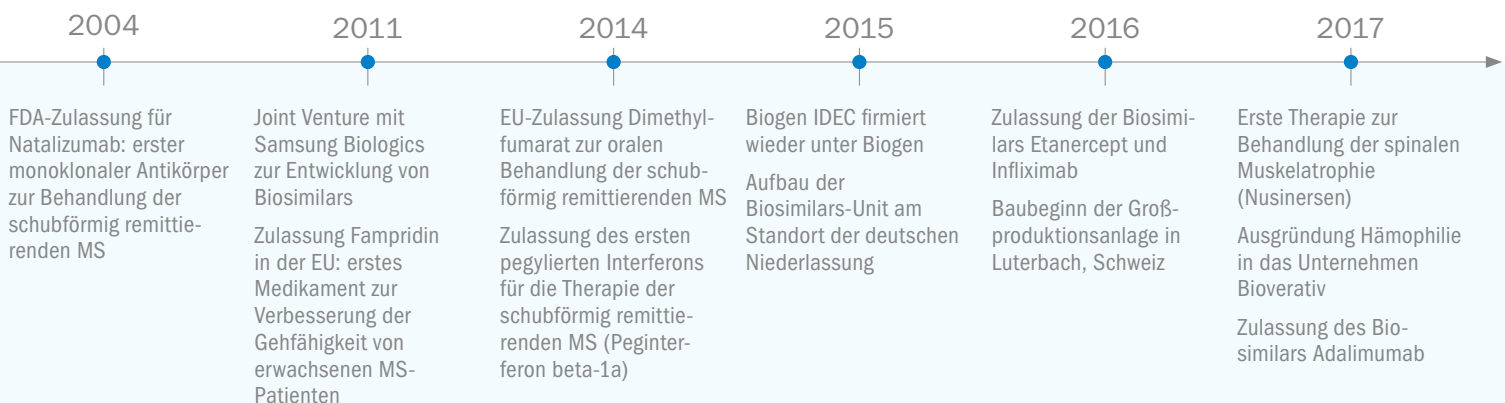 2004
FDA-Zulassung für
Natalizumab: erster
monoklonaler Antikörper
zur Behandlung der
schubförmig remittie-
renden MS
2011
Joint Venture mit
Samsung Biologics
zur Entwicklung von
Biosimilars
Zulassung Fampridin
in der EU: erstes
Medikament zur
Verbesserung der
Gehfähigkeit von
erwachsenen MS-
Patienten
2014
EU-Zulassung Dimethyl-
fumarat zur oralen
Behandlung der schub-
förmig remittierenden MS
Zulassung des ersten
pegylierten Interferons
für die Therapie der
schubförmig remittie-
renden MS (Peginter-
feron beta-1a)
2015
Biogen IDEC firmiert
wieder unter Biogen
Aufbau der
Biosimilars-Unit am
Standort der deutschen
Niederlassung
2016
Zulassung der Biosimi-
lars Etanercept und
Infliximab
Baubeginn der Groß-
produktionsanlage in
Luterbach, Schweiz
2017
Erste Therapie zur
Behandlung der spinalen
Muskelatrophie
(Nusinersen)
Ausgründung Hämophilie
in das Unternehmen
Bioverativ
Zulassung des Bio-
similars Adalimumab